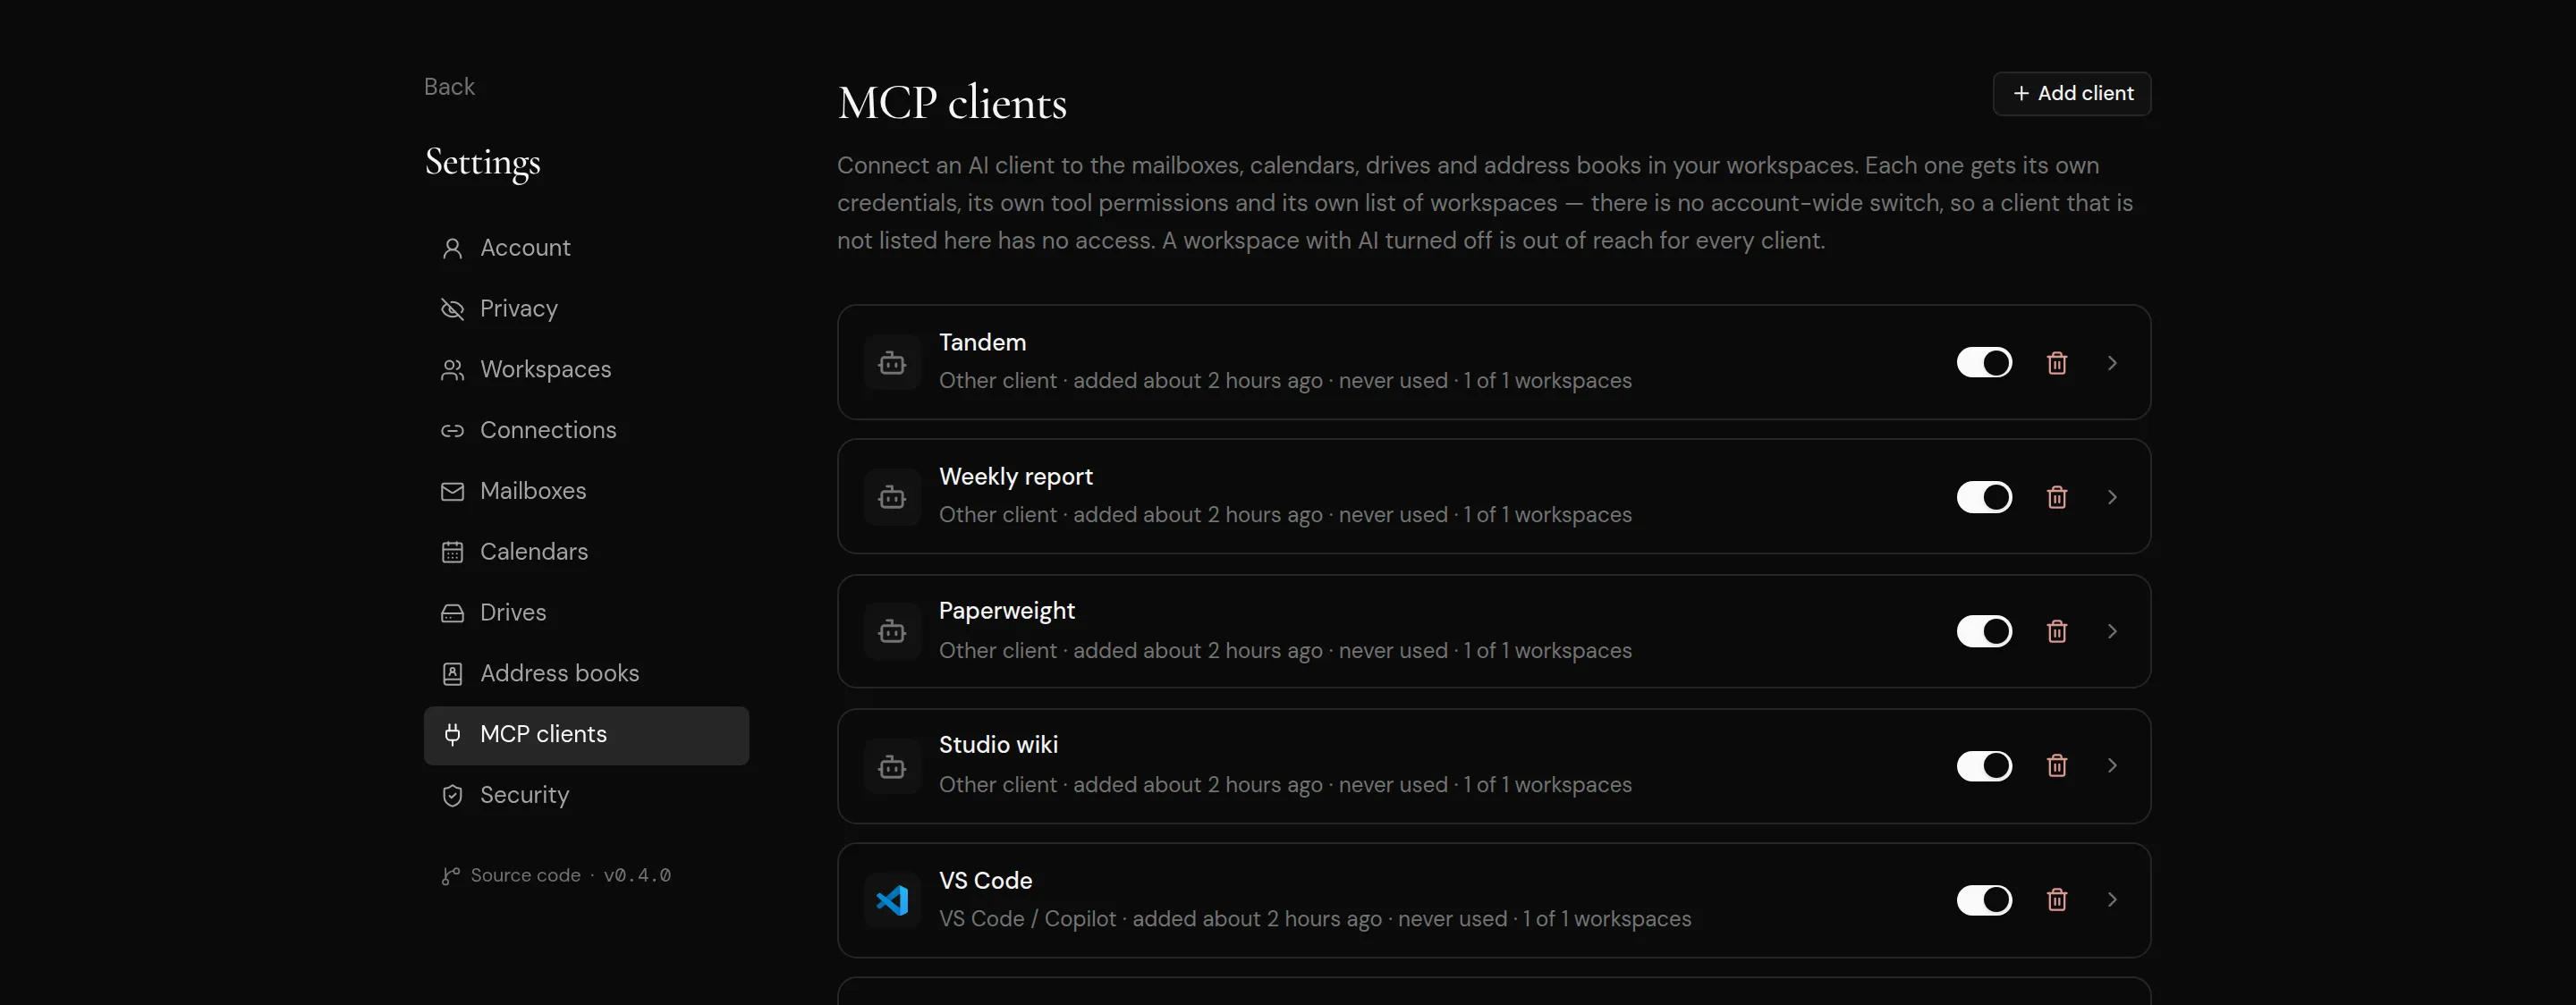 Back
Settings
Account
Privacy
Workspaces
Connections
Mailboxes
Calendars
Drives
Address books
MCP clients
Security
Source code · v0.4.0
MCP clients
+ Add client
Connect an AI client to the mailboxes, calendars, drives and address books in your workspaces. Each one gets its own
credentials, its own tool permissions and its own list of workspaces — there is no account-wide switch, so a client that is
not listed here has no access. A workspace with AI turned off is out of reach for every client.
Tandem
Other client · added about 2 hours ago · never used · 1 of 1 workspaces
Weekly report
Other client · added about 2 hours ago · never used · 1 of 1 workspaces
Paperweight
Other client · added about 2 hours ago · never used · 1 of 1 workspaces
Studio wiki
Other client · added about 2 hours ago · never used · 1 of 1 workspaces
VS Code
VS Code / Copilot · added about 2 hours ago · never used · 1 of 1 workspaces